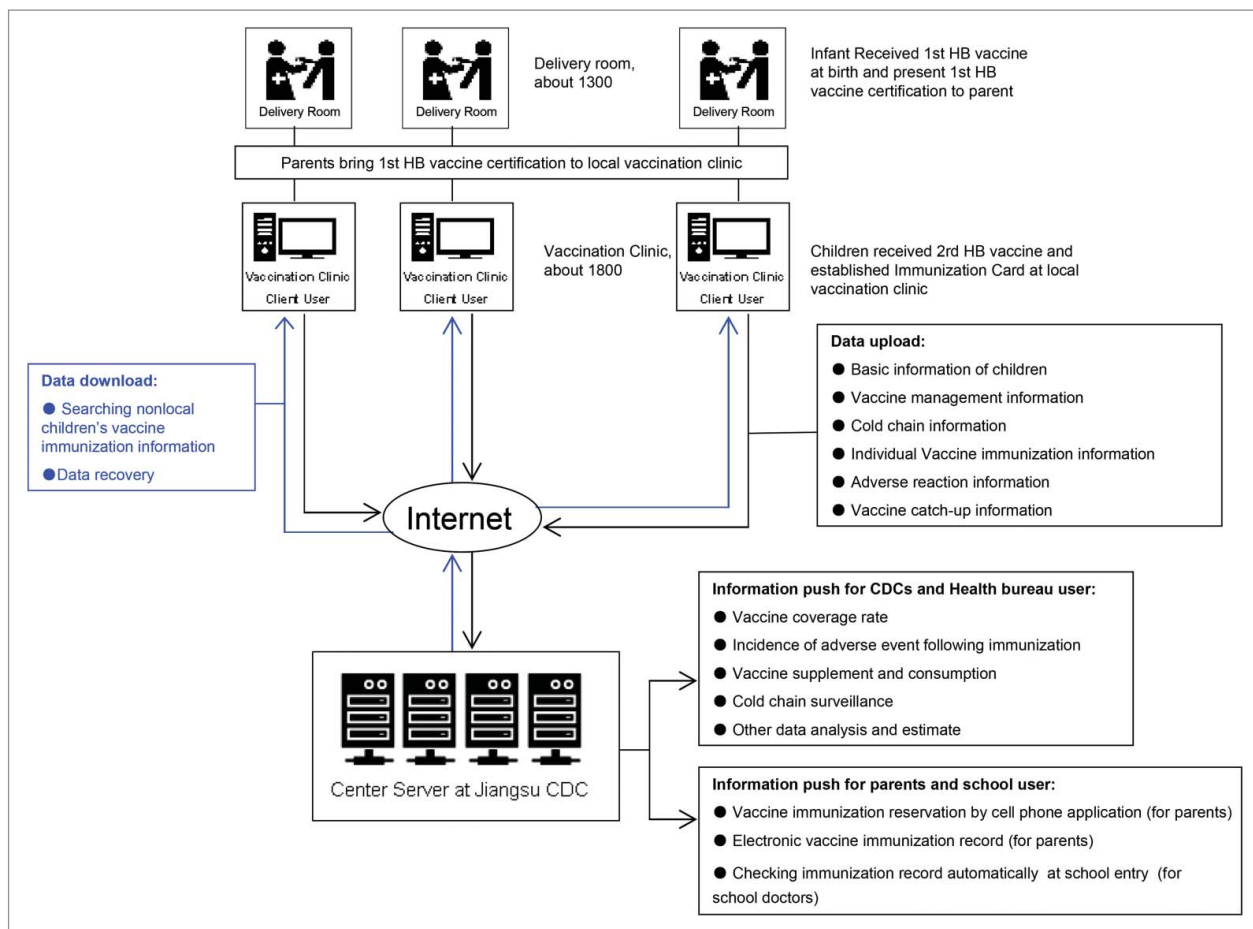 Delivery Room
Delivery Room
Delivery room,
about 1300
Delivery Room
Infant Received 1st HB vaccine
at birth and present 1st HB
vaccine certification to parent
Parents bring 1st HB vaccine certification to local vaccination clinic
Vaccination Clinic
Client User
Vaccination Clinic
Client User
Vaccination Clinic,
about 1800
Vaccination Clinic
Client User
Children received 2rd HB vaccine and
established Immunization Card at local
vaccination clinic
Data download:
● Searching nonlocal
children's vaccine
immunization information
●Data recovery
Data upload:
● Basic information of children
● Vaccine management information
● Cold chain information
● Individual Vaccine immunization information
● Adverse reaction information
● Vaccine catch-up information
Internet
Information push for CDCs and Health bureau user:
● Vaccine coverage rate
● Incidence of adverse event following immunization
● Vaccine supplement and consumption
● Cold chain surveillance
● Other data analysis and estimate
Center Server at Jiangsu CDC
Information push for parents and school user:
● Vaccine immunization reservation by cell phone application (for parents)
● Electronic vaccine immunization record (for parents)
● Checking immunization record automatically at school entry (for
school doctors)